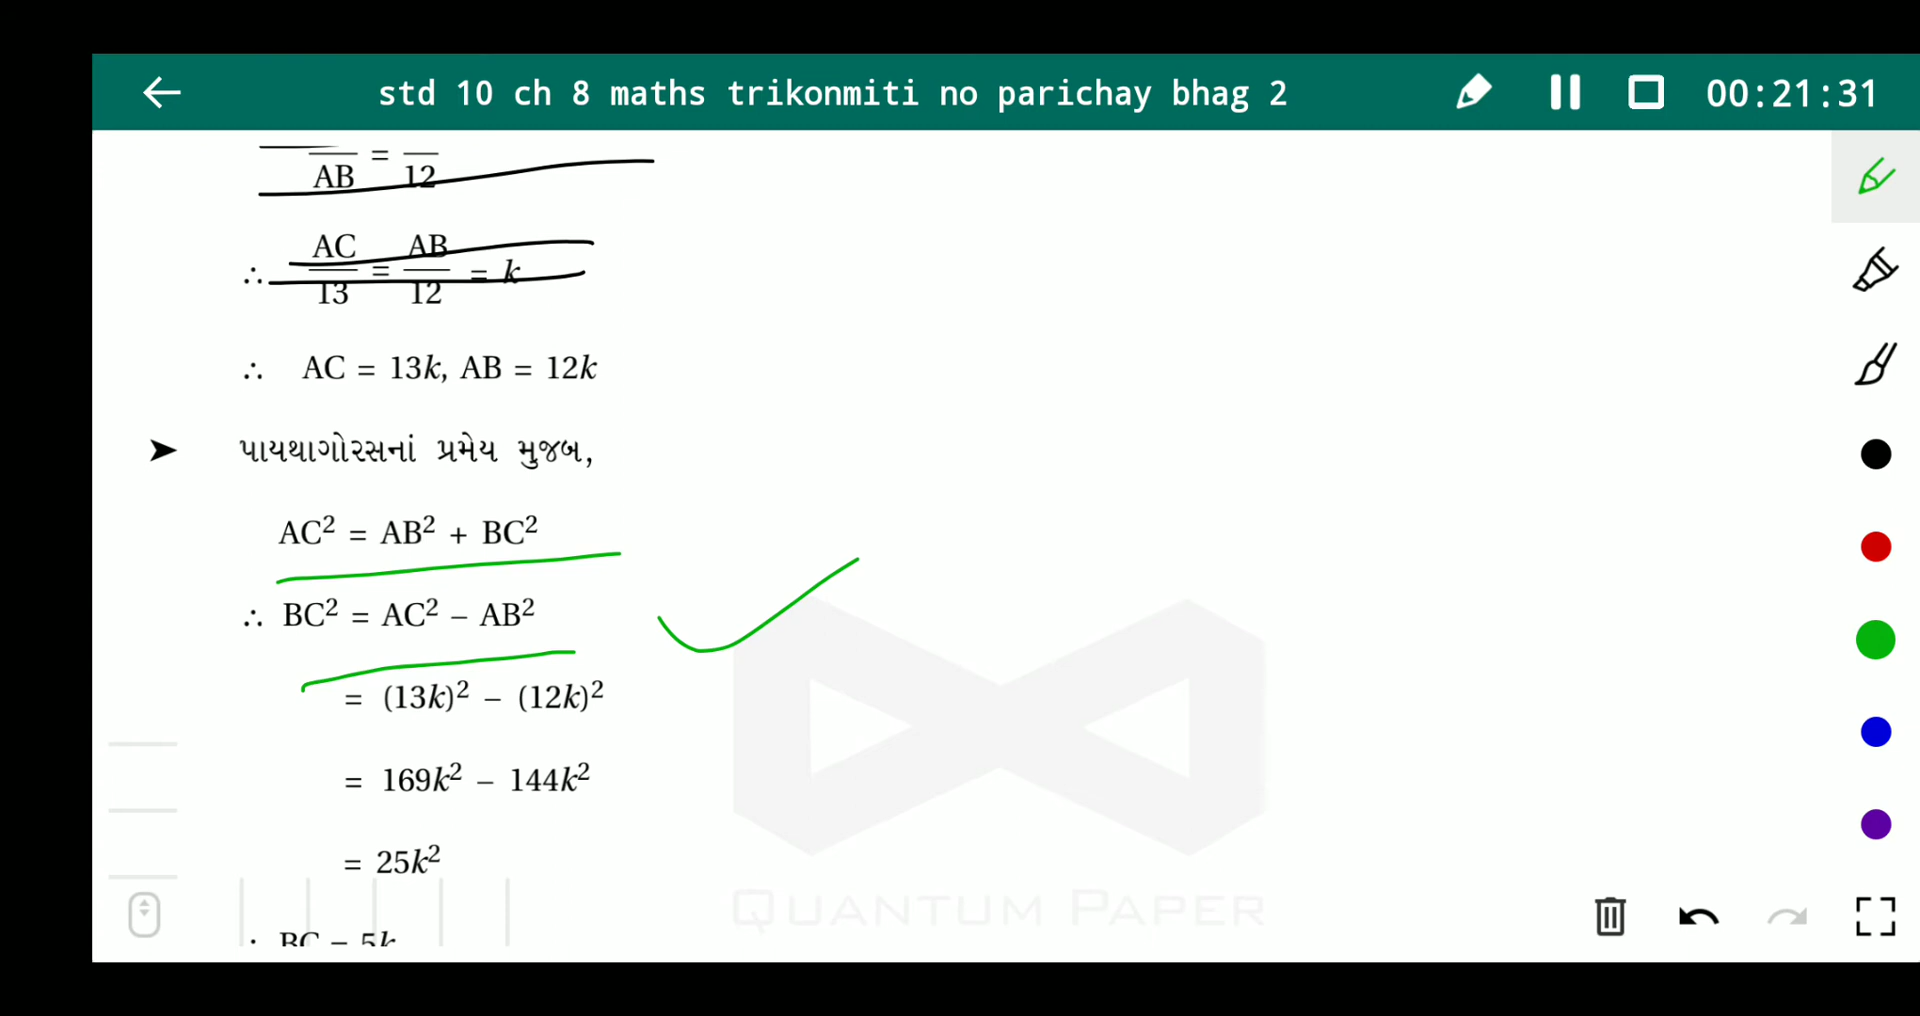 std 10 ch 8 maths trikonmiti no parichay bhag 2 00:21:31
AB = 12
∴ AC/13 = AB/12 = k
∴ AC = 13k, AB = 12k
➤ પાયથાગોરસનાં પ્રમેય મુજબ,
AC² = AB² + BC²
∴ BC² = AC² – AB²
= (13k)² – (12k)²
= 169k² – 144k²
= 25k²
∴ BC = 5k
QUANTUM PAPER